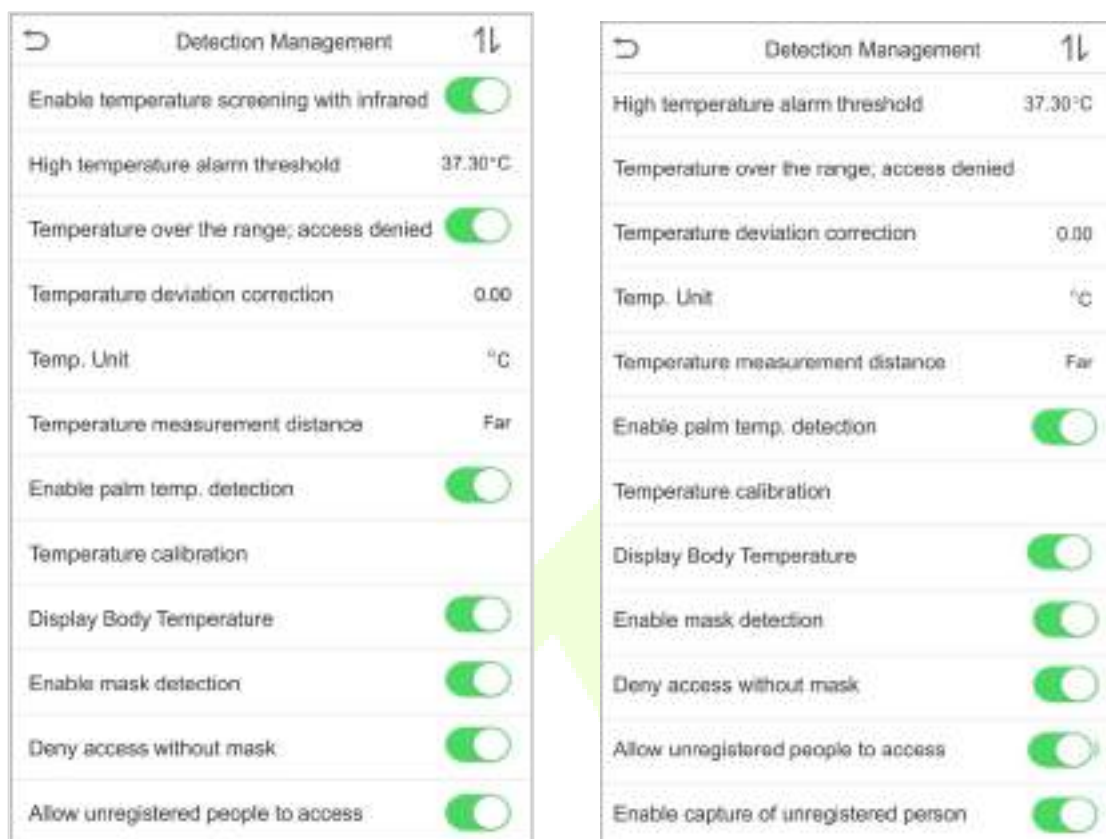 Detection Management
Enable temperature screening with infrared
High temperature alarm threshold 37.30°C
Temperature over the range; access denied
Temperature deviation correction 0.00
Temp. Unit °C
Temperature measurement distance Far
Enable palm temp. detection
Temperature calibration
Display Body Temperature
Enable mask detection
Deny access without mask
Allow unregistered people to access
Detection Management
High temperature alarm threshold 37.30°C
Temperature over the range; access denied
Temperature deviation correction 0.00
Temp. Unit °C
Temperature measurement distance Far
Enable palm temp. detection
Temperature calibration
Display Body Temperature
Enable mask detection
Deny access without mask
Allow unregistered people to access
Enable capture of unregistered person